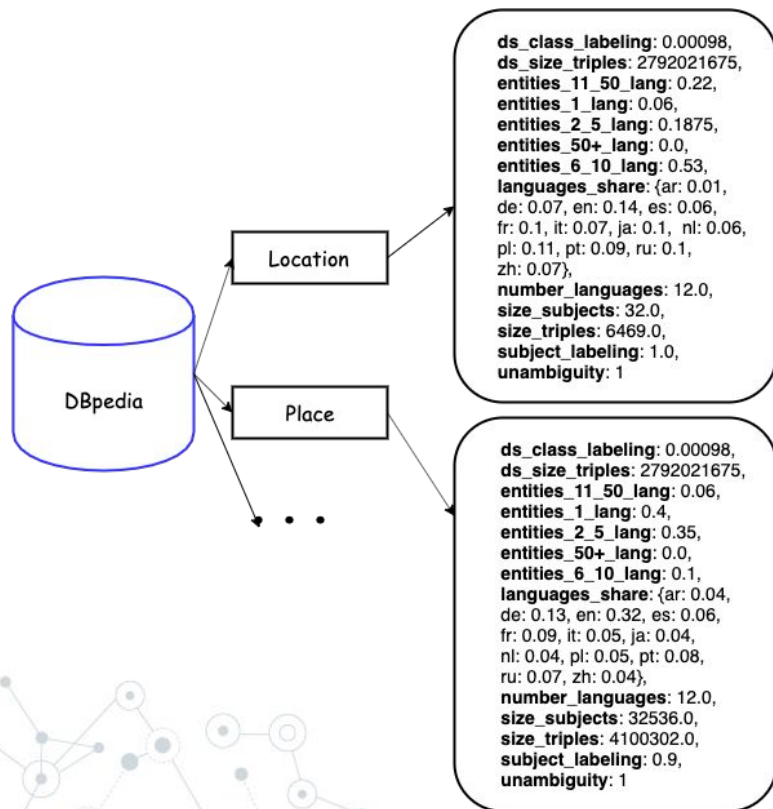 ds_class_labeling: 0.00098,
ds_size_triples: 2792021675,
entities_11_50_lang: 0.22,
entities_1_lang: 0.06,
entities_2_5_lang: 0.1875,
entities_50+_lang: 0.0,
entities_6_10_lang: 0.53,
languages_share: {ar: 0.01,
de: 0.07, en: 0.14, es: 0.06,
fr: 0.1, it: 0.07, ja: 0.1, nl: 0.06,
pl: 0.11, pt: 0.09, ru: 0.1,
zh: 0.07},
number_languages: 12.0,
size_subjects: 32.0,
size_triples: 6469.0,
subject_labeling: 1.0,
unambiguity: 1
Location
DBpedia
Place
• • •
ds_class_labeling: 0.00098,
ds_size_triples: 2792021675,
entities_11_50_lang: 0.06,
entities_1_lang: 0.4,
entities_2_5_lang: 0.35,
entities_50+_lang: 0.0,
entities_6_10_lang: 0.1,
languages_share: {ar: 0.04,
de: 0.13, en: 0.32, es: 0.06,
fr: 0.09, it: 0.05, ja: 0.04,
nl: 0.04, pl: 0.05, pt: 0.08,
ru: 0.07, zh: 0.04},
number_languages: 12.0,
size_subjects: 32536.0,
size_triples: 4100302.0,
subject_labeling: 0.9,
unambiguity: 1